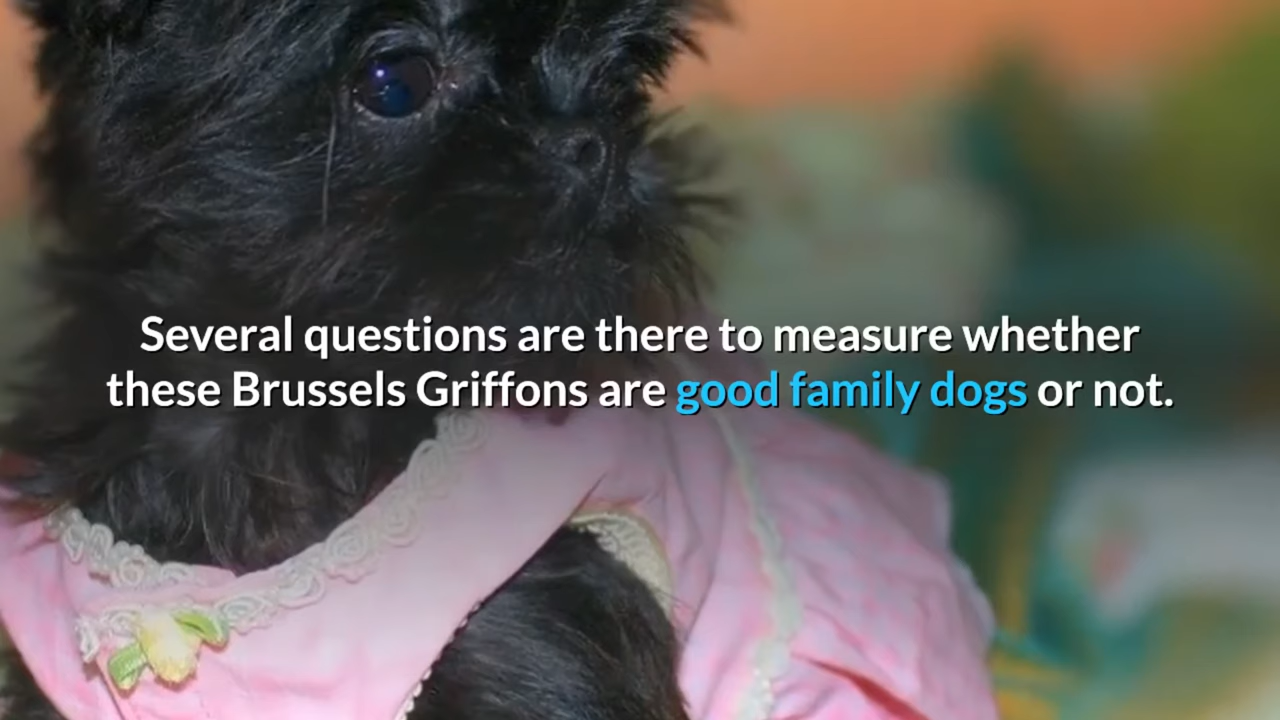 Several questions are there to measure whether
these Brussels Griffons are good family dogs or not.